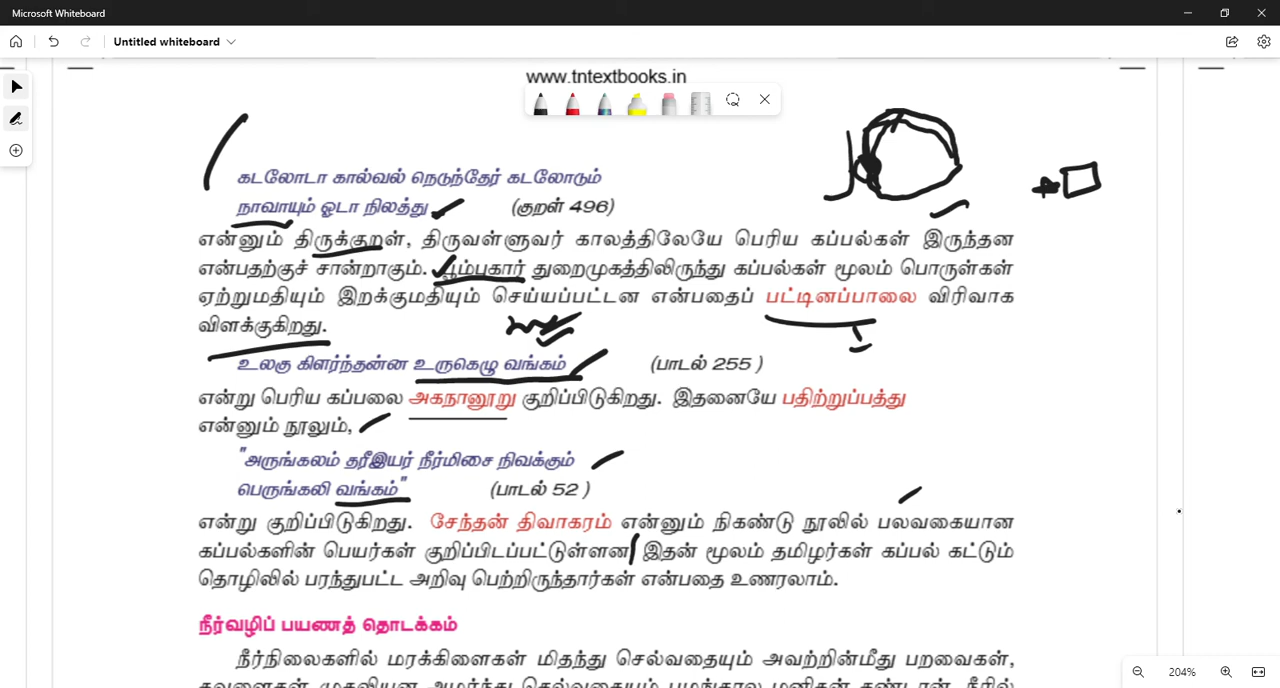 Microsoft Whiteboard
Untitled whiteboard
www.tntextbooks.in
கடலோடா கால்வல் நெடுந்தேர் கடலோடும்
நாவாயும் ஓடா நிலத்து (குறள் 496)
என்னும் திருக்குறள், திருவள்ளுவர் காலத்திலேயே பெரிய கப்பல்கள் இருந்தன
என்பதற்குச் சான்றாகும். பூம்புகார் துறைமுகத்திலிருந்து கப்பல்கள் மூலம் பொருள்கள்
ஏற்றுமதியும் இறக்குமதியும் செய்யப்பட்டன என்பதைப் பட்டினப்பாலை விரிவாக
விளக்குகிறது.
உலகு கிளர்ந்தன்ன உருகெழு வங்கம் (பாடல் 255 )
என்று பெரிய கப்பலை அகநானூறு குறிப்பிடுகிறது. இதனையே பதிற்றுப்பத்து
என்னும் நூலும்,
"அருங்கலம் தரீஇயர் நீர்மிசை நிவக்கும்
பெருங்கலி வங்கம்" (பாடல் 52 )
என்று குறிப்பிடுகிறது. சேந்தன் திவாகரம் என்னும் நிகண்டு நூலில் பலவகையான
கப்பல்களின் பெயர்கள் குறிப்பிடப்பட்டுள்ளன இதன் மூலம் தமிழர்கள் கப்பல் கட்டும்
தொழிலில் பரந்துபட்ட அறிவு பெற்றிருந்தார்கள் என்பதை உணரலாம்.
நீர்வழிப் பயணத் தொடக்கம்
நீர்நிலைகளில் மரக்கிளைகள் மிதந்து செல்வதையும் அவற்றின்மீது பறவைகள்,
204%